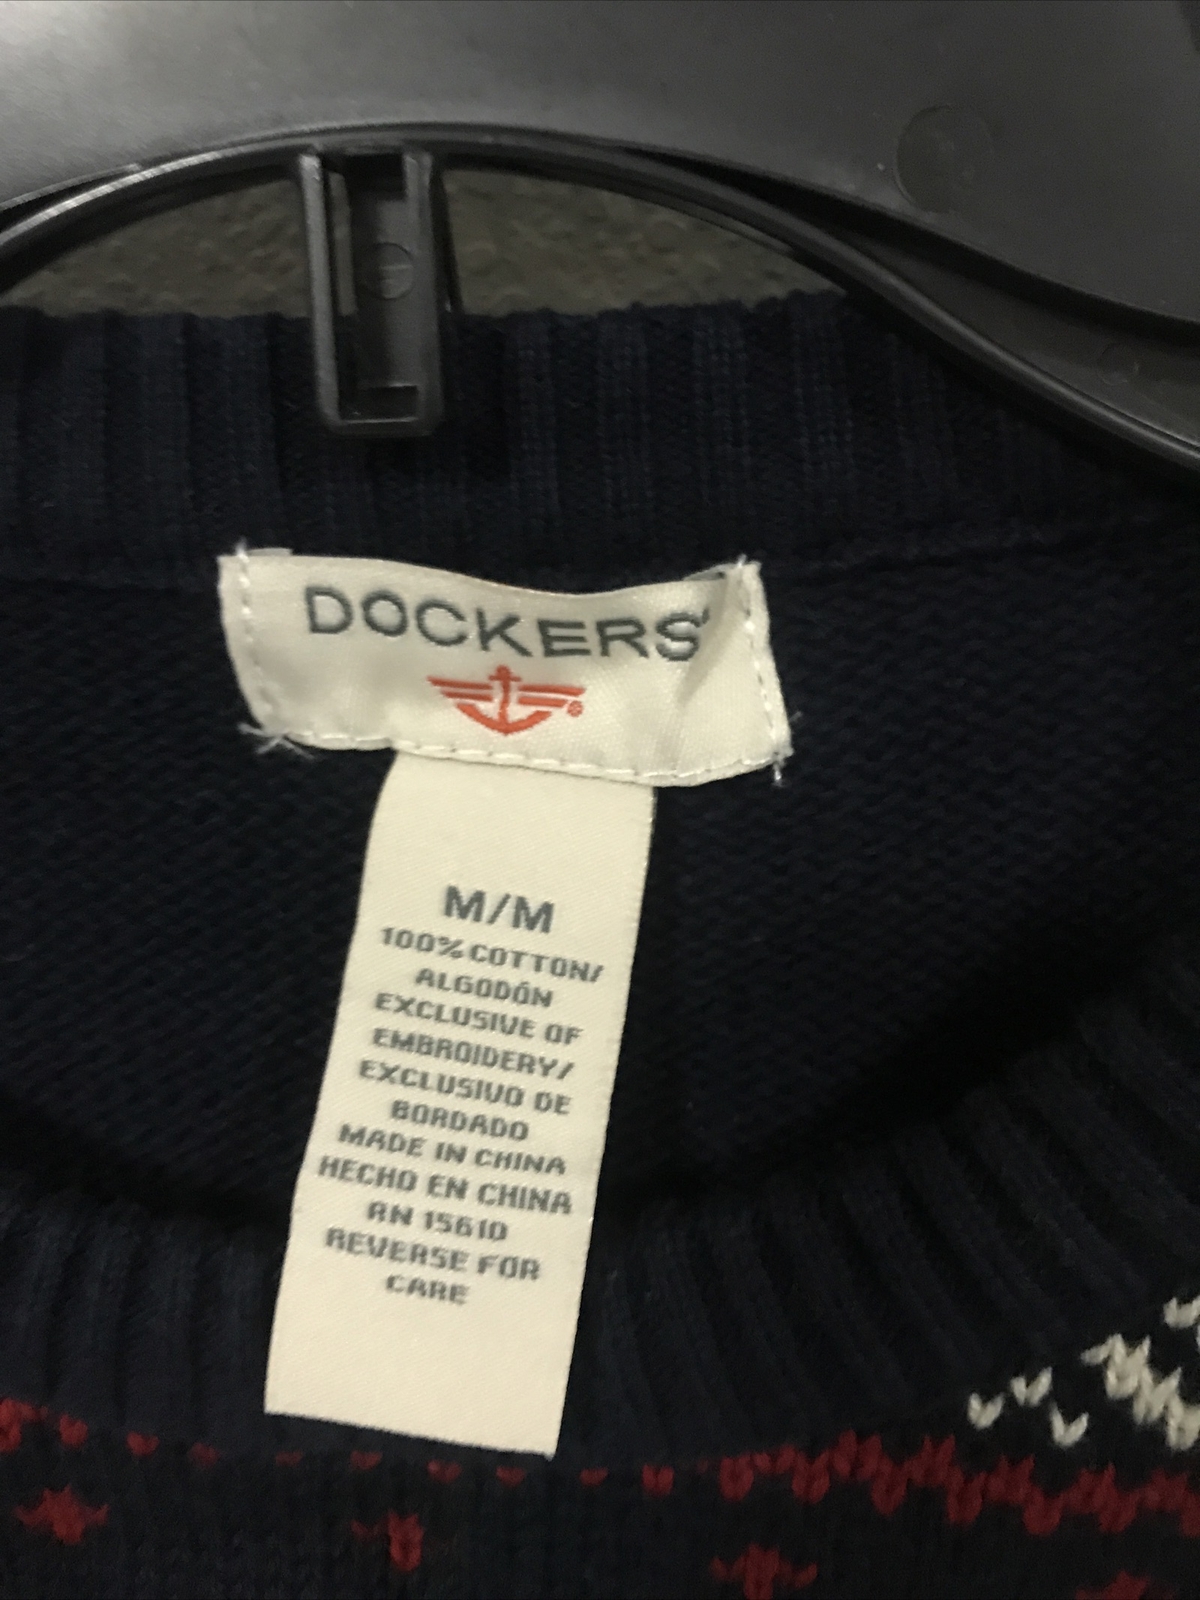 DOCKERS
M/M
100% COTTON/
ALGODÓN
EXCLUSIVE OF
EMBROIDERY/
EXCLUSIVO DE
BORDADO
MADE IN CHINA
HECHO EN CHINA
RN 15610
REVERSE FOR
CARE